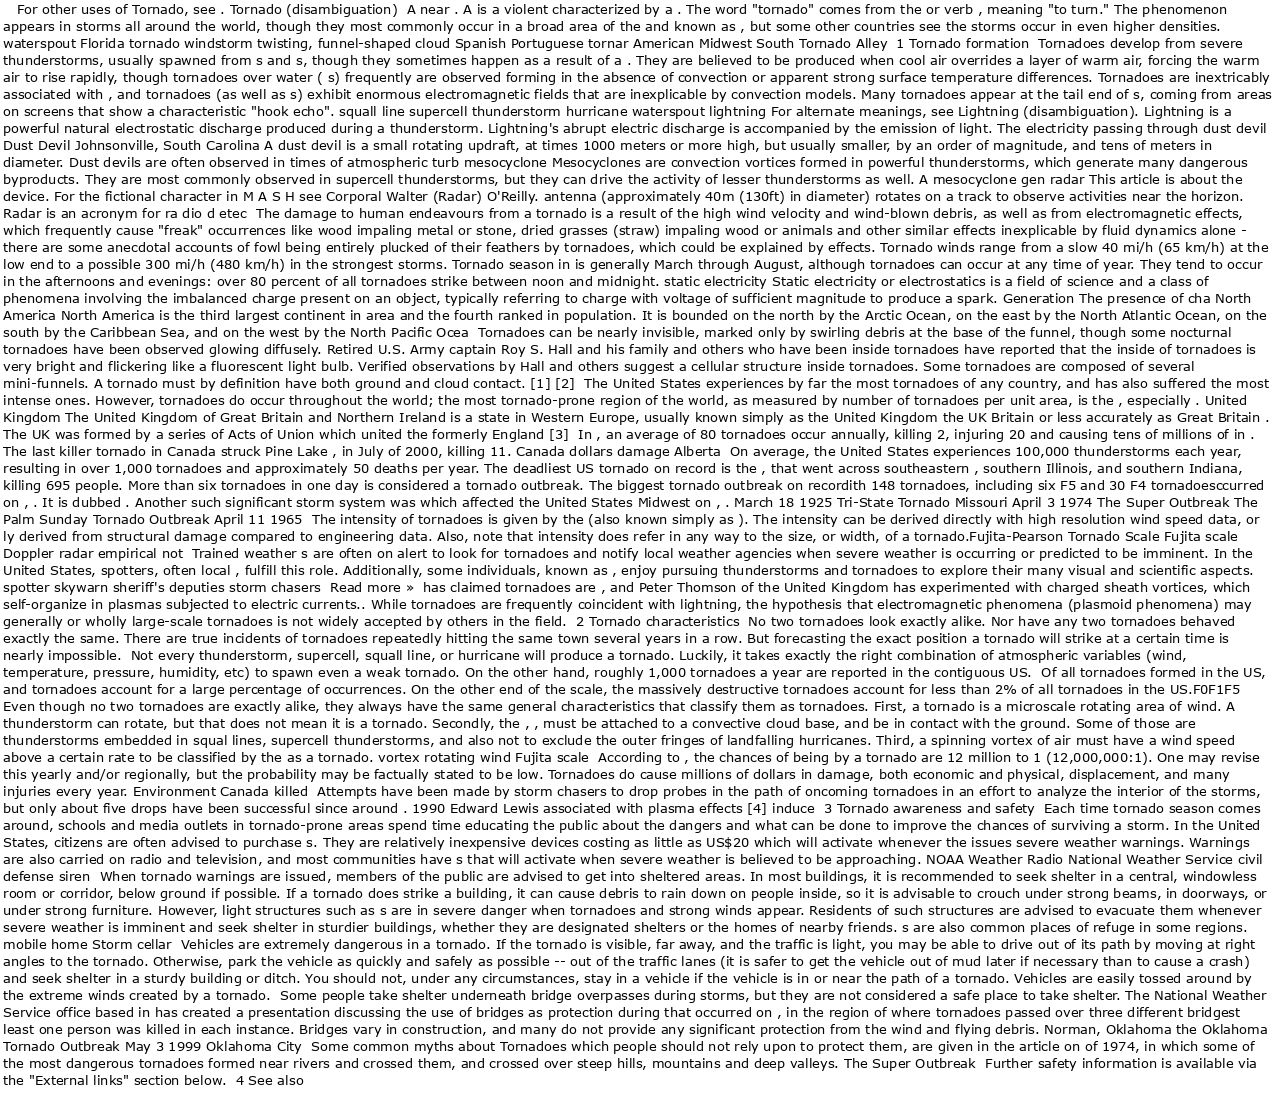 For other uses of Tornado, see . Tornado (disambiguation)  A near . A is a violent characterized by a . The word "tornado" comes from the or verb , meaning "to turn." The phenomenon
appears in storms all around the world, though they most commonly occur in a broad area of the and known as , but some other countries see the storms occur in even higher densities.
waterspout Florida tornado windstorm twisting, funnel-shaped cloud Spanish Portuguese tornar American Midwest South Tornado Alley  1 Tornado formation  Tornadoes develop from severe
thunderstorms, usually spawned from s and s, though they sometimes happen as a result of a . They are believed to be produced when cool air overrides a layer of warm air, forcing the warm
air to rise rapidly, though tornadoes over water ( s) frequently are observed forming in the absence of convection or apparent strong surface temperature differences. Tornadoes are inextricably
associated with , and tornadoes (as well as s) exhibit enormous electromagnetic fields that are inexplicable by convection models. Many tornadoes appear at the tail end of s, coming from areas
on screens that show a characteristic "hook echo". squall line supercell thunderstorm hurricane waterspout lightning For alternate meanings, see Lightning (disambiguation). Lightning is a
powerful natural electrostatic discharge produced during a thunderstorm. Lightning's abrupt electric discharge is accompanied by the emission of light. The electricity passing through dust devil
Dust Devil Johnsonville, South Carolina A dust devil is a small rotating updraft, at times 1000 meters or more high, but usually smaller, by an order of magnitude, and tens of meters in
diameter. Dust devils are often observed in times of atmospheric turb mesocyclone Mesocyclones are convection vortices formed in powerful thunderstorms, which generate many dangerous
byproducts. They are most commonly observed in supercell thunderstorms, but they can drive the activity of lesser thunderstorms as well. A mesocyclone gen radar This article is about the
device. For the fictional character in M A S H see Corporal Walter (Radar) O'Reilly. antenna (approximately 40m (130ft) in diameter) rotates on a track to observe activities near the horizon.
Radar is an acronym for ra dio d etec  The damage to human endeavours from a tornado is a result of the high wind velocity and wind-blown debris, as well as from electromagnetic effects,
which frequently cause "freak" occurrences like wood impaling metal or stone, dried grasses (straw) impaling wood or animals and other similar effects inexplicable by fluid dynamics alone -
there are some anecdotal accounts of fowl being entirely plucked of their feathers by tornadoes, which could be explained by effects. Tornado winds range from a slow 40 mi/h (65 km/h) at the
low end to a possible 300 mi/h (480 km/h) in the strongest storms. Tornado season in is generally March through August, although tornadoes can occur at any time of year. They tend to occur
in the afternoons and evenings: over 80 percent of all tornadoes strike between noon and midnight. static electricity Static electricity or electrostatics is a field of science and a class of
phenomena involving the imbalanced charge present on an object, typically referring to charge with voltage of sufficient magnitude to produce a spark. Generation The presence of cha North
America North America is the third largest continent in area and the fourth ranked in population. It is bounded on the north by the Arctic Ocean, on the east by the North Atlantic Ocean, on the
south by the Caribbean Sea, and on the west by the North Pacific Ocea  Tornadoes can be nearly invisible, marked only by swirling debris at the base of the funnel, though some nocturnal
tornadoes have been observed glowing diffusely. Retired U.S. Army captain Roy S. Hall and his family and others who have been inside tornadoes have reported that the inside of tornadoes is
very bright and flickering like a fluorescent light bulb. Verified observations by Hall and others suggest a cellular structure inside tornadoes. Some tornadoes are composed of several
mini-funnels. A tornado must by definition have both ground and cloud contact. [1] [2]  The United States experiences by far the most tornadoes of any country, and has also suffered the most
intense ones. However, tornadoes do occur throughout the world; the most tornado-prone region of the world, as measured by number of tornadoes per unit area, is the , especially . United
Kingdom The United Kingdom of Great Britain and Northern Ireland is a state in Western Europe, usually known simply as the United Kingdom the UK Britain or less accurately as Great Britain .
The UK was formed by a series of Acts of Union which united the formerly England [3]  In , an average of 80 tornadoes occur annually, killing 2, injuring 20 and causing tens of millions of in .
The last killer tornado in Canada struck Pine Lake , in July of 2000, killing 11. Canada dollars damage Alberta  On average, the United States experiences 100,000 thunderstorms each year,
resulting in over 1,000 tornadoes and approximately 50 deaths per year. The deadliest US tornado on record is the , that went across southeastern , southern Illinois, and southern Indiana,
killing 695 people. More than six tornadoes in one day is considered a tornado outbreak. The biggest tornado outbreak on recordith 148 tornadoes, including six F5 and 30 F4 tornadoesccurred
on , . It is dubbed . Another such significant storm system was which affected the United States Midwest on , . March 18 1925 Tri-State Tornado Missouri April 3 1974 The Super Outbreak The
Palm Sunday Tornado Outbreak April 11 1965  The intensity of tornadoes is given by the (also known simply as ). The intensity can be derived directly with high resolution wind speed data, or
ly derived from structural damage compared to engineering data. Also, note that intensity does refer in any way to the size, or width, of a tornado.Fujita-Pearson Tornado Scale Fujita scale
Doppler radar empirical not  Trained weather s are often on alert to look for tornadoes and notify local weather agencies when severe weather is occurring or predicted to be imminent. In the
United States, spotters, often local , fulfill this role. Additionally, some individuals, known as , enjoy pursuing thunderstorms and tornadoes to explore their many visual and scientific aspects.
spotter skywarn sheriff's deputies storm chasers  Read more »  has claimed tornadoes are , and Peter Thomson of the United Kingdom has experimented with charged sheath vortices, which
self-organize in plasmas subjected to electric currents.. While tornadoes are frequently coincident with lightning, the hypothesis that electromagnetic phenomena (plasmoid phenomena) may
generally or wholly large-scale tornadoes is not widely accepted by others in the field.  2 Tornado characteristics  No two tornadoes look exactly alike. Nor have any two tornadoes behaved
exactly the same. There are true incidents of tornadoes repeatedly hitting the same town several years in a row. But forecasting the exact position a tornado will strike at a certain time is
nearly impossible.  Not every thunderstorm, supercell, squall line, or hurricane will produce a tornado. Luckily, it takes exactly the right combination of atmospheric variables (wind,
temperature, pressure, humidity, etc) to spawn even a weak tornado. On the other hand, roughly 1,000 tornadoes a year are reported in the contiguous US.  Of all tornadoes formed in the US,
and tornadoes account for a large percentage of occurrences. On the other end of the scale, the massively destructive tornadoes account for less than 2% of all tornadoes in the US.F0F1F5
Even though no two tornadoes are exactly alike, they always have the same general characteristics that classify them as tornadoes. First, a tornado is a microscale rotating area of wind. A
thunderstorm can rotate, but that does not mean it is a tornado. Secondly, the , , must be attached to a convective cloud base, and be in contact with the ground. Some of those are
thunderstorms embedded in squal lines, supercell thunderstorms, and also not to exclude the outer fringes of landfalling hurricanes. Third, a spinning vortex of air must have a wind speed
above a certain rate to be classified by the as a tornado. vortex rotating wind Fujita scale  According to , the chances of being by a tornado are 12 million to 1 (12,000,000:1). One may revise
this yearly and/or regionally, but the probability may be factually stated to be low. Tornadoes do cause millions of dollars in damage, both economic and physical, displacement, and many
injuries every year. Environment Canada killed  Attempts have been made by storm chasers to drop probes in the path of oncoming tornadoes in an effort to analyze the interior of the storms,
but only about five drops have been successful since around . 1990 Edward Lewis associated with plasma effects [4] induce  3 Tornado awareness and safety  Each time tornado season comes
around, schools and media outlets in tornado-prone areas spend time educating the public about the dangers and what can be done to improve the chances of surviving a storm. In the United
States, citizens are often advised to purchase s. They are relatively inexpensive devices costing as little as US$20 which will activate whenever the issues severe weather warnings. Warnings
are also carried on radio and television, and most communities have s that will activate when severe weather is believed to be approaching. NOAA Weather Radio National Weather Service civil
defense siren  When tornado warnings are issued, members of the public are advised to get into sheltered areas. In most buildings, it is recommended to seek shelter in a central, windowless
room or corridor, below ground if possible. If a tornado does strike a building, it can cause debris to rain down on people inside, so it is advisable to crouch under strong beams, in doorways, or
under strong furniture. However, light structures such as s are in severe danger when tornadoes and strong winds appear. Residents of such structures are advised to evacuate them whenever
severe weather is imminent and seek shelter in sturdier buildings, whether they are designated shelters or the homes of nearby friends. s are also common places of refuge in some regions.
mobile home Storm cellar  Vehicles are extremely dangerous in a tornado. If the tornado is visible, far away, and the traffic is light, you may be able to drive out of its path by moving at right
angles to the tornado. Otherwise, park the vehicle as quickly and safely as possible -- out of the traffic lanes (it is safer to get the vehicle out of mud later if necessary than to cause a crash)
and seek shelter in a sturdy building or ditch. You should not, under any circumstances, stay in a vehicle if the vehicle is in or near the path of a tornado. Vehicles are easily tossed around by
the extreme winds created by a tornado.  Some people take shelter underneath bridge overpasses during storms, but they are not considered a safe place to take shelter. The National Weather
Service office based in has created a presentation discussing the use of bridges as protection during that occurred on , in the region of where tornadoes passed over three different bridgest
least one person was killed in each instance. Bridges vary in construction, and many do not provide any significant protection from the wind and flying debris. Norman, Oklahoma the Oklahoma
Tornado Outbreak May 3 1999 Oklahoma City  Some common myths about Tornadoes which people should not rely upon to protect them, are given in the article on of 1974, in which some of
the most dangerous tornadoes formed near rivers and crossed them, and crossed over steep hills, mountains and deep valleys. The Super Outbreak  Further safety information is available via
the "External links" section below.  4 See also